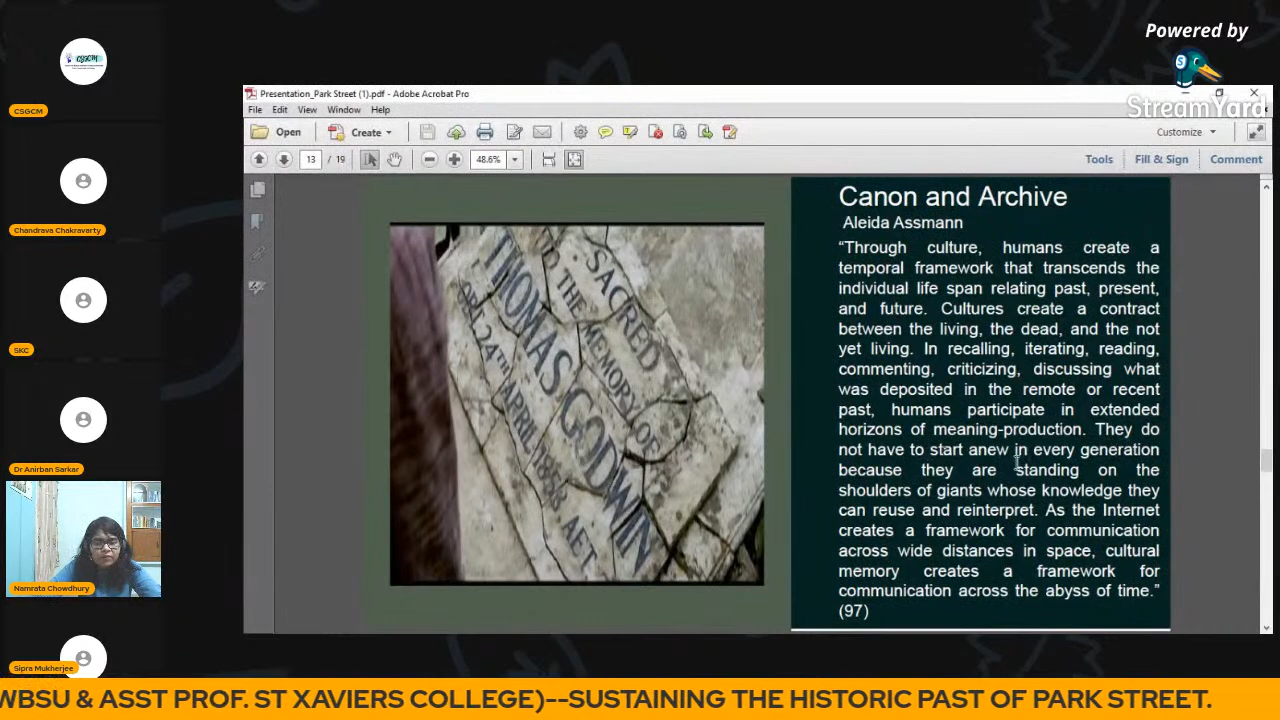 Powered by
StreamYard
CSGCM
CSGCM
Chandrava Chakravarty
SKC
Dr Anirban Sarkar
Namrata Chowdhury
Sipra Mukherjee
Presentation_Park Street (1).pdf - Adobe Acrobat Pro
File Edit View Window Help
Open Create Customize
13 / 19 48.6% Tools Fill & Sign Comment
SACRED
TO THE MEMORY OF
THOMAS GODWIN
24TH APRIL 1868 AET
Canon and Archive
Aleida Assmann
“Through culture, humans create a
temporal framework that transcends the
individual life span relating past, present,
and future. Cultures create a contract
between the living, the dead, and the not
yet living. In recalling, iterating, reading,
commenting, criticizing, discussing what
was deposited in the remote or recent
past, humans participate in extended
horizons of meaning-production. They do
not have to start anew in every generation
because they are standing on the
shoulders of giants whose knowledge they
can reuse and reinterpret. As the Internet
creates a framework for communication
across wide distances in space, cultural
memory creates a framework for
communication across the abyss of time.”
(97)
WBSU & ASST PROF. ST XAVIERS COLLEGE)--SUSTAINING THE HISTORIC PAST OF PARK STREET.